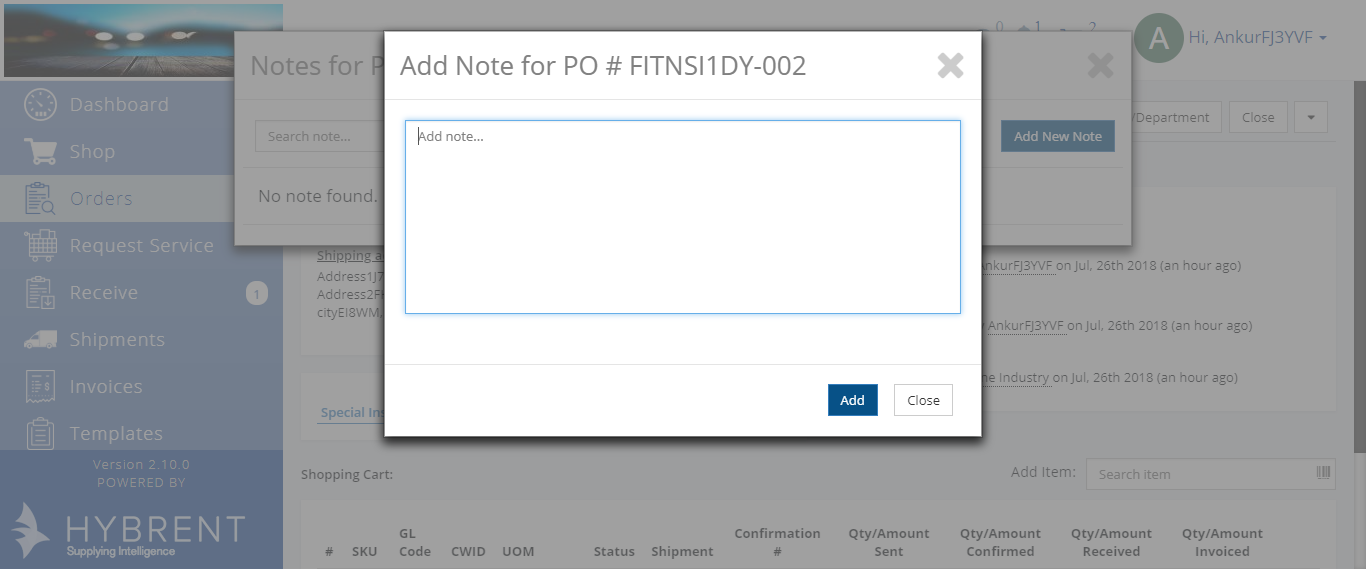 0 1 2
A Hi, AnkurFJ3YVF
Notes for P
Add Note for PO # FITNSI1DY-002
Dashboard
Shop
Orders
Request Service
Receive 1
Shipments
Invoices
Templates
Version 2.10.0
POWERED BY
HYBRENT
Supplying Intelligence
Search note...
Add New Note
No note found.
Add note...
Add
Close
/Department
Close
Shipping a
Address1J7
Address2F
cityEI8WM,
AnkurFJ3YVF on Jul, 26th 2018 (an hour ago)
AnkurFJ3YVF on Jul, 26th 2018 (an hour ago)
ne Industry on Jul, 26th 2018 (an hour ago)
Special Ins
Shopping Cart:
Add Item: Search item
# SKU GL Code CWID UOM Status Shipment Confirmation # Qty/Amount Sent Qty/Amount Confirmed Qty/Amount Received Qty/Amount Invoiced